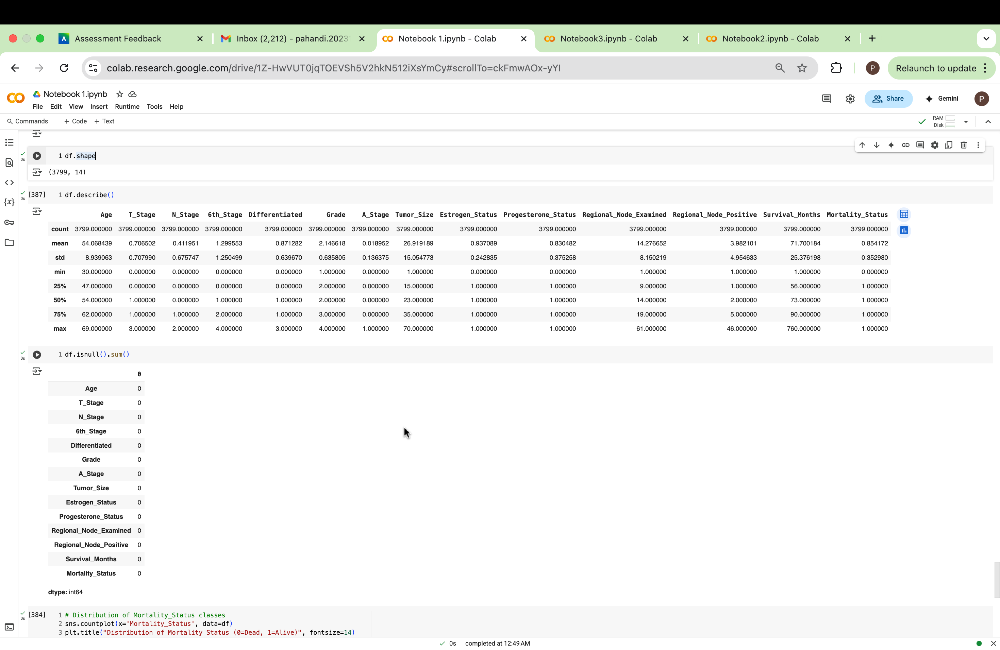 Assessment Feedback
Inbox (2,212) - pahandi.2023
Notebook 1.ipynb - Colab
Notebook3.ipynb - Colab
Notebook2.ipynb - Colab
colab.research.google.com/drive/1Z-HwVUT0jqTOEVSh5V2hkN512iXsYmCy#scrollTo=ckFmwAOx-yYI
P
Relaunch to update
Notebook 1.ipynb
File Edit View Insert Runtime Tools Help
Share
Gemini
P
Commands + Code + Text
RAM
Disk
0s
1 df.shape
(3799, 14)
0s
[387] 1 df.describe()
Age T_Stage N_Stage 6th_Stage Differentiated Grade A_Stage Tumor_Size Estrogen_Status Progesterone_Status Regional_Node_Examined Regional_Node_Positive Survival_Months Mortality_Status
count 3799.000000 3799.000000 3799.000000 3799.000000 3799.000000 3799.000000 3799.000000 3799.000000 3799.000000 3799.000000 3799.000000 3799.000000 3799.000000 3799.000000
mean 54.068439 0.706502 0.411951 1.299553 0.871282 2.146618 0.018952 26.919189 0.937089 0.830482 14.276652 3.982101 71.700184 0.854172
std 8.939063 0.707990 0.675747 1.250499 0.639670 0.635805 0.136375 15.054773 0.242835 0.375258 8.150219 4.954633 25.376198 0.352980
min 30.000000 0.000000 0.000000 0.000000 0.000000 1.000000 0.000000 1.000000 0.000000 0.000000 1.000000 1.000000 1.000000 0.000000
25% 47.000000 0.000000 0.000000 0.000000 0.000000 2.000000 0.000000 15.000000 1.000000 1.000000 9.000000 1.000000 56.000000 1.000000
50% 54.000000 1.000000 0.000000 1.000000 1.000000 2.000000 0.000000 23.000000 1.000000 1.000000 14.000000 2.000000 73.000000 1.000000
75% 62.000000 1.000000 1.000000 2.000000 1.000000 3.000000 0.000000 35.000000 1.000000 1.000000 19.000000 5.000000 90.000000 1.000000
max 69.000000 3.000000 2.000000 4.000000 3.000000 4.000000 1.000000 70.000000 1.000000 1.000000 61.000000 46.000000 760.000000 1.000000
0s
1 df.isnull().sum()
0
Age 0
T_Stage 0
N_Stage 0
6th_Stage 0
Differentiated 0
Grade 0
A_Stage 0
Tumor_Size 0
Estrogen_Status 0
Progesterone_Status 0
Regional_Node_Examined 0
Regional_Node_Positive 0
Survival_Months 0
Mortality_Status 0
dtype: int64
0s
[384] 1 # Distribution of Mortality_Status classes
2 sns.countplot(x='Mortality_Status', data=df)
3 plt.title("Distribution of Mortality Status (0=Dead, 1=Alive)", fontsize=14)
0s completed at 12:49 AM